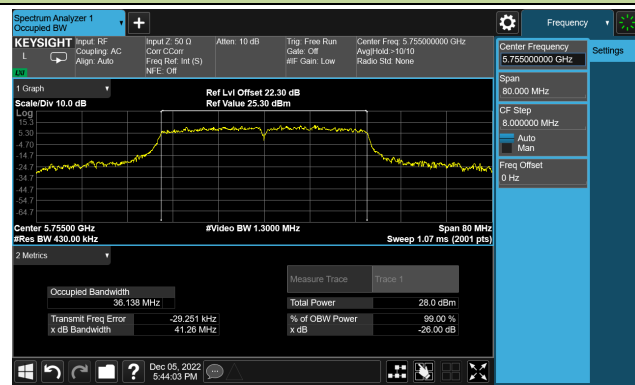 Spectrum Analyzer 1
Occupied BW
Frequency
KEYSIGHT
L
LXI
Input: RF
Coupling: AC
Align: Auto
Input Z: 50 Ω
Corr CCorr
Freq Ref: Int (S)
NFE: Off
Atten: 10 dB
Trig: Free Run
Gate: Off
#IF Gain: Low
Center Freq: 5.755000000 GHz
Avg|Hold:>10/10
Radio Std: None
Center Frequency
5.755000000 GHz
Settings
Span
80.000 MHz
CF Step
8.000000 MHz
Auto
Man
Freq Offset
0 Hz
1 Graph
Scale/Div 10.0 dB
Ref Lvl Offset 22.30 dB
Ref Value 25.30 dBm
Log
15.3
5.30
-4.70
-14.7
-24.7
-34.7
-44.7
-54.7
-64.7
Center 5.75500 GHz
#Res BW 430.00 kHz
#Video BW 1.3000 MHz
Span 80 MHz
Sweep 1.07 ms (2001 pts)
2 Metrics
Measure Trace Trace 1
Occupied Bandwidth
36.138 MHz
Total Power 28.0 dBm
Transmit Freq Error -29.251 kHz
% of OBW Power 99.00 %
x dB Bandwidth 41.26 MHz
x dB -26.00 dB
?
Dec 05, 2022
5:44:03 PM